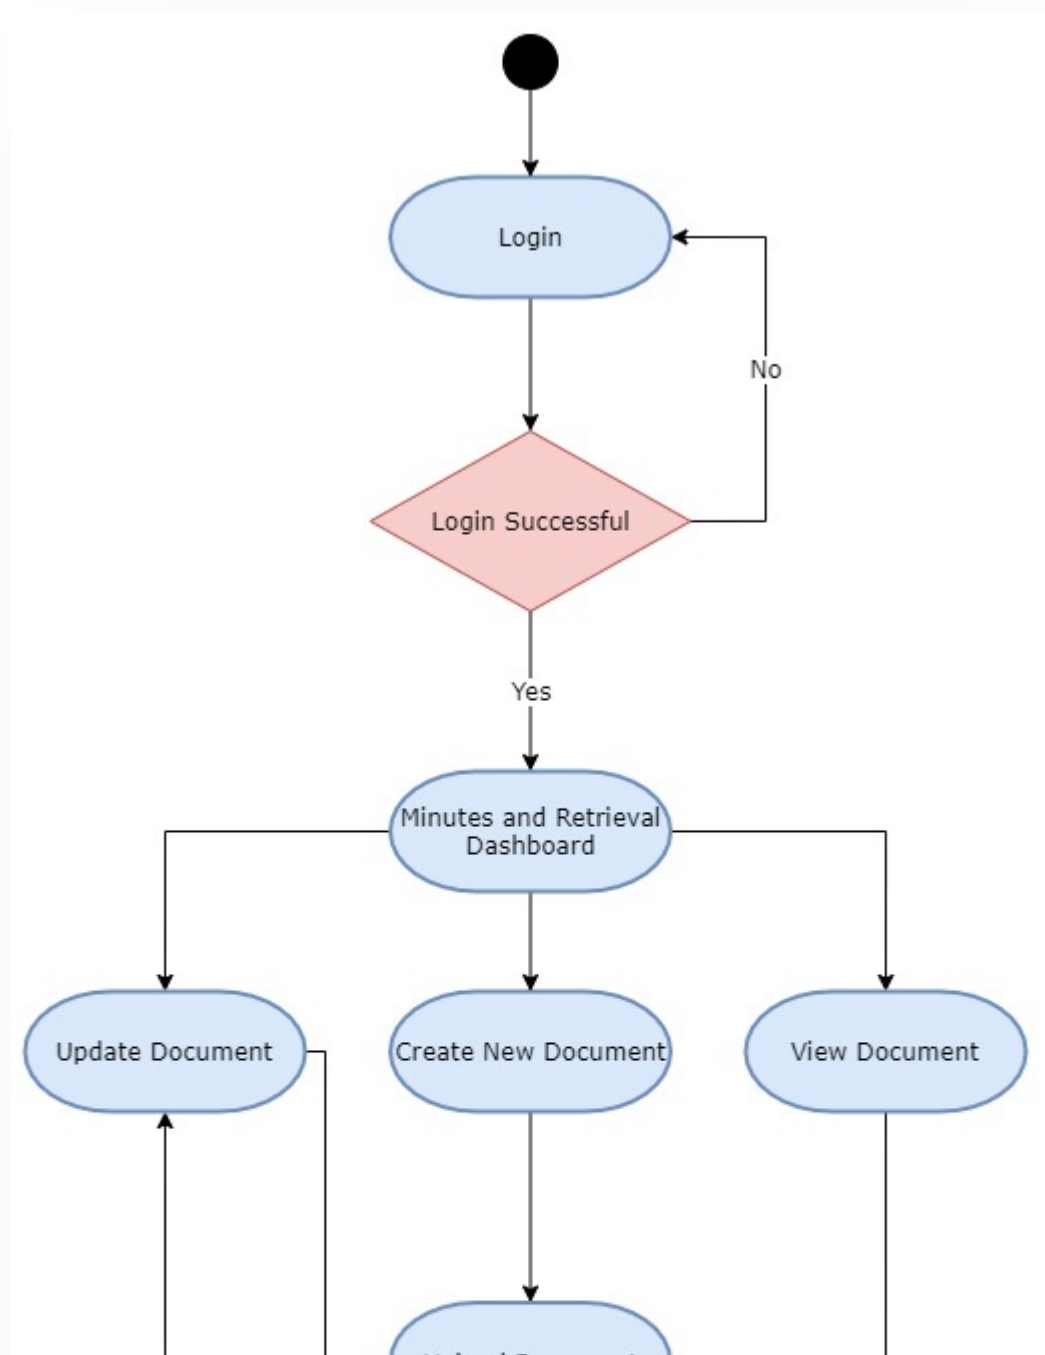 Login
No
Login Successful
Yes
Minutes and Retrieval
Dashboard
Update Document
Create New Document
View Document